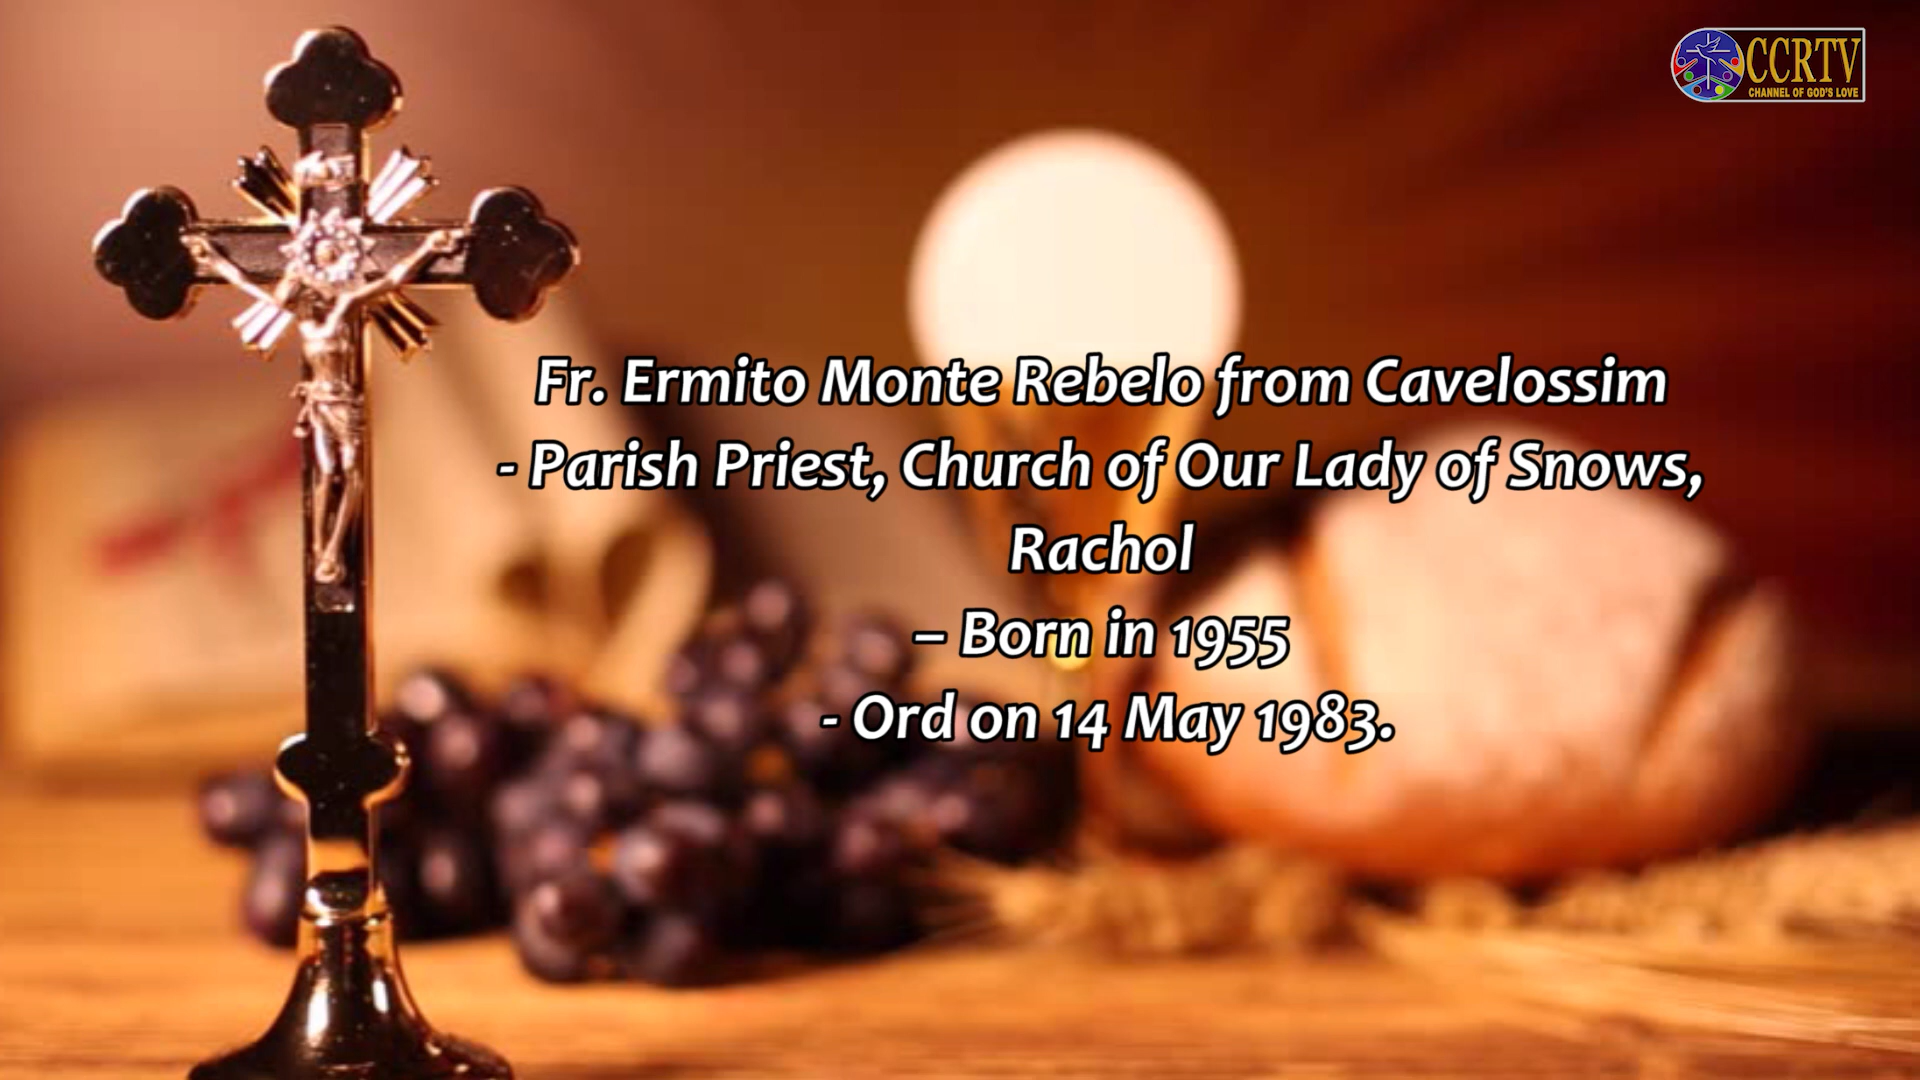 CCRTV
CHANNEL OF GOD'S LOVE
Fr. Ermito Monte Rebelo from Cavelossim
- Parish Priest, Church of Our Lady of Snows,
Rachol
– Born in 1955
- Ord on 14 May 1983.